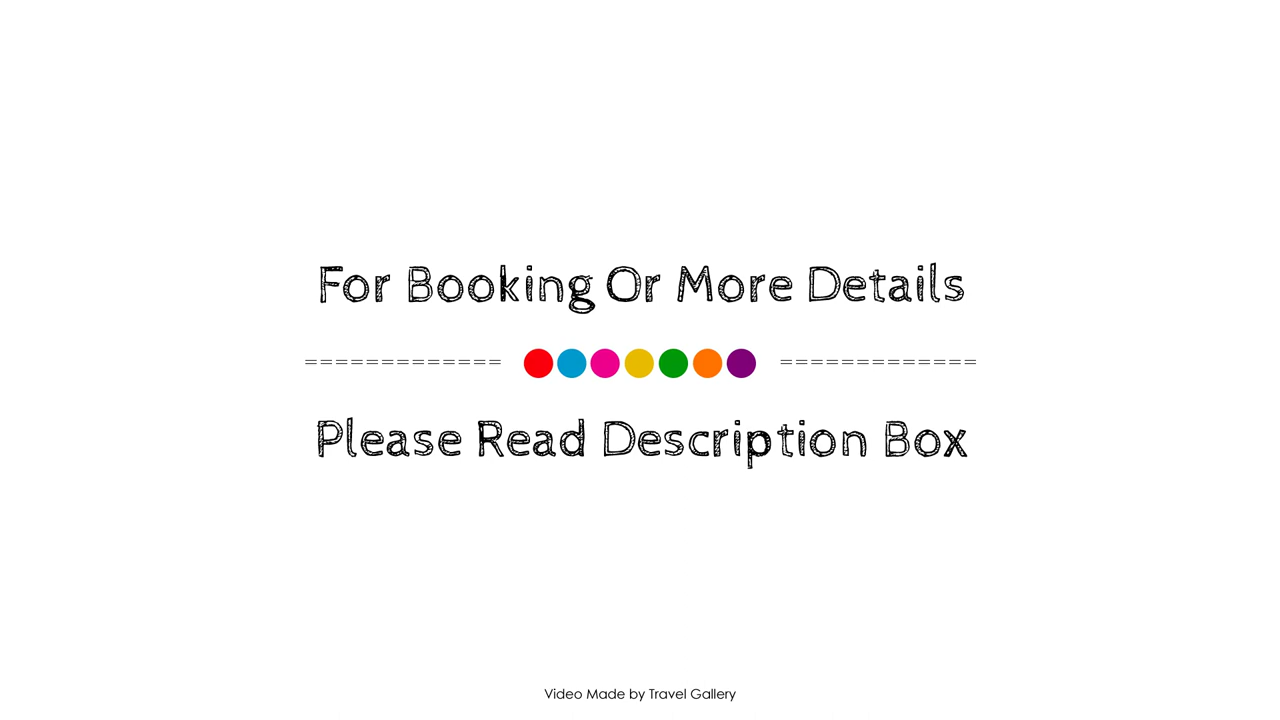 For Booking Or More Details
============= =============
Please Read Description Box
Video Made by Travel Gallery